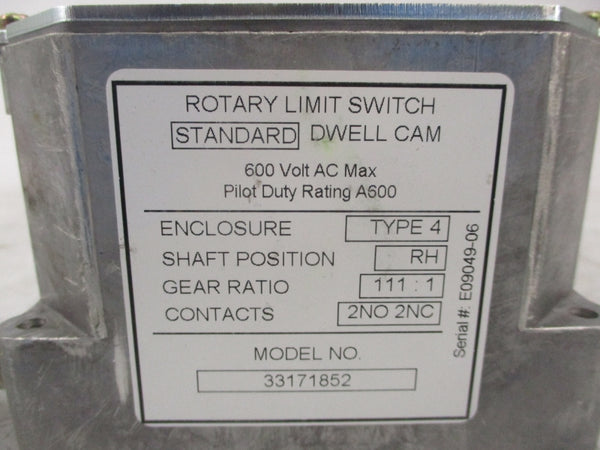 ROTARY LIMIT SWITCH
STANDARD DWELL CAM
600 Volt AC Max
Pilot Duty Rating A600
ENCLOSURE TYPE 4
SHAFT POSITION RH
GEAR RATIO 111 : 1
CONTACTS 2NO 2NC
Serial #: E09049-06
MODEL NO.
33171852